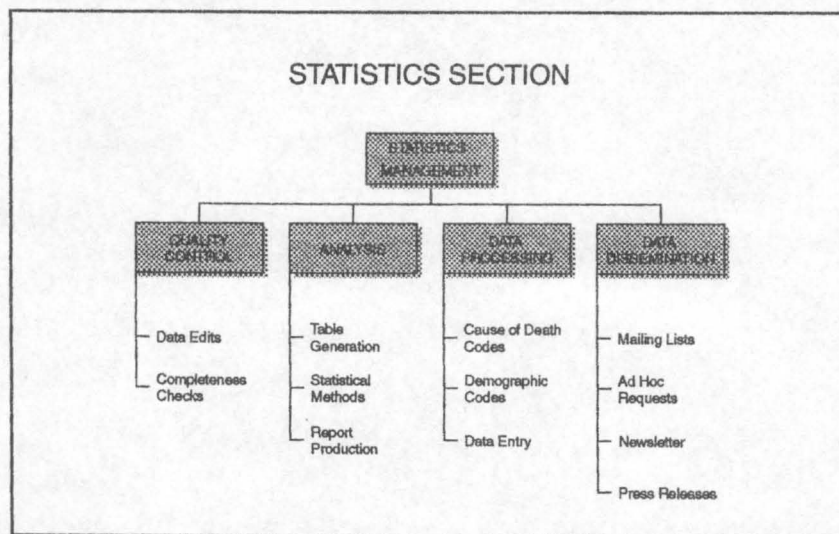 STATISTICS SECTION
STATISTICS
MANAGEMENT
QUALITY
CONTROL
ANALYSIS
DATA
PROCESSING
DATA
DISSEMINATION
Data Edits
Completeness
Checks
Table
Generation
Statistical
Methods
Report
Production
Cause of Death
Codes
Demographic
Codes
Data Entry
Mailing Lists
Ad Hoc
Requests
Newsletter
Press Releases